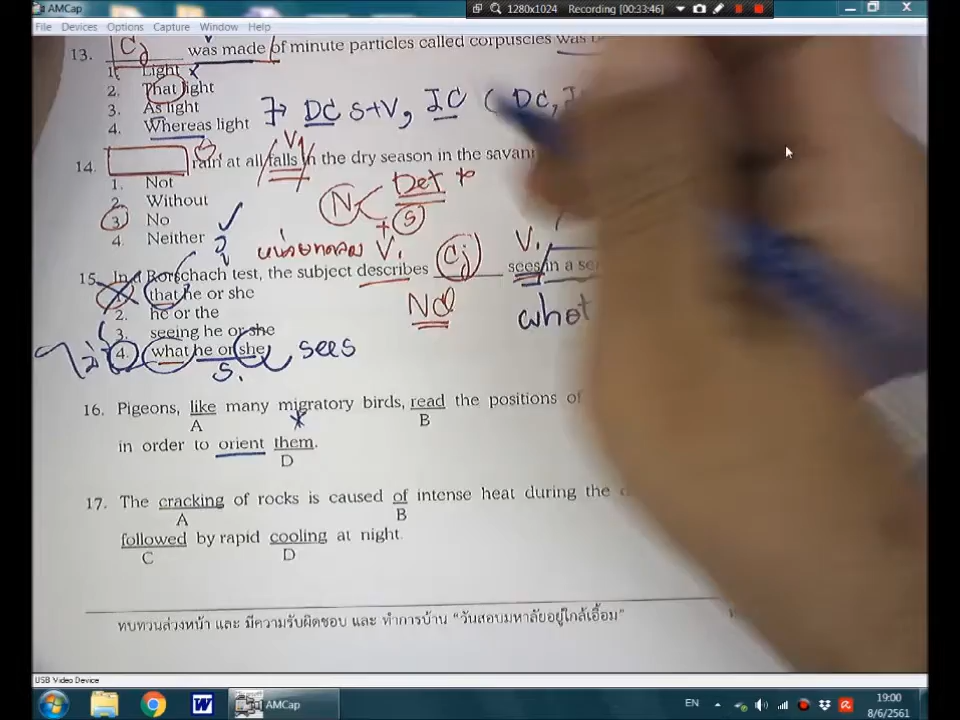 AMCap
1280x1024 Recording [00:33:46]
File Devices Options Capture Window Help
13. Cj was made of minute particles called corpuscles was
1. Light x
2. That light
3. As light
4. Whereas light
DC S+V, IC ( DC,
14. rain at all falls in the dry season in the
V
1. Not
2. Without
3. No
4. Neither
N Det
+ S
V. Cj V.
15. In a Rorschach test, the subject describes sees in a
1. that he or she
2. he or the
3. seeing he or she
4. what he or she sees
S.
NC
what
16. Pigeons, like many migratory birds, read the positions of
A B
in order to orient them.
D
17. The cracking of rocks is caused of intense heat during the
A B
followed by rapid cooling at night.
C D
ทบทวนล่วงหน้า และ มีความรับผิดชอบ และ ทำการบ้าน “วันสอบมหาลัยอยู่ใกล้เอื้อม”
USB Video Device
AMCap
EN
19:00
8/6/2561